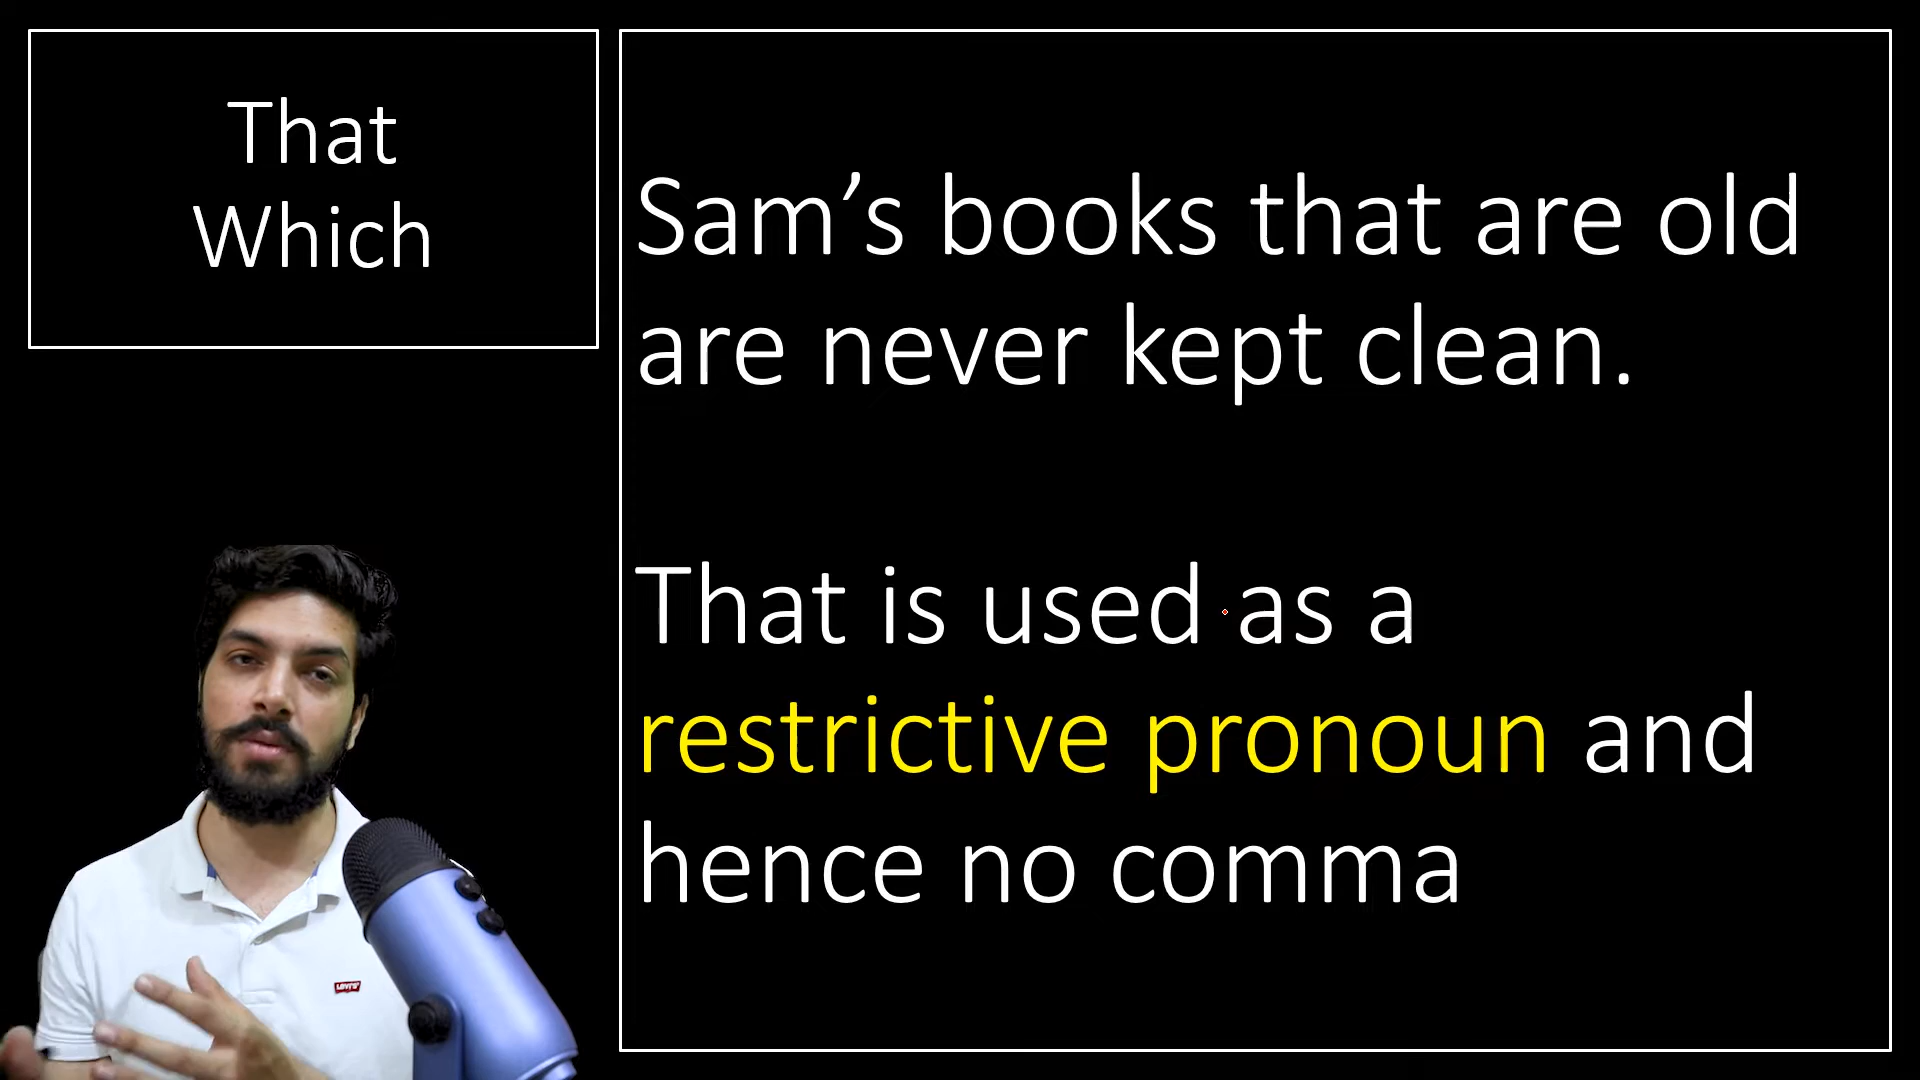 That
Which
Sam’s books that are old
are never kept clean.
That is used as a
restrictive pronoun and
hence no comma
Levi's